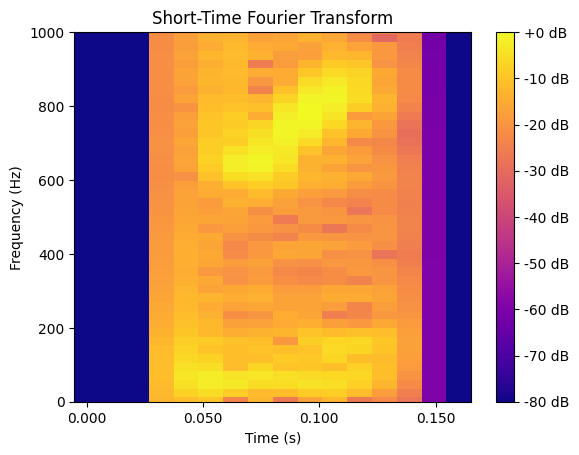 Short-Time Fourier Transform
1000
800
600
400
200
0
Frequency (Hz)
0.000
0.050
0.100
0.150
Time (s)
+0 dB
-10 dB
-20 dB
-30 dB
-40 dB
-50 dB
-60 dB
-70 dB
-80 dB